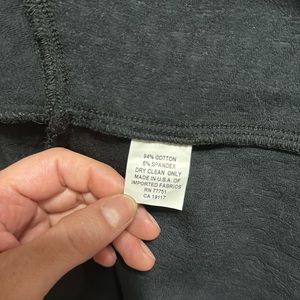 94% COTTON
6% SPANDEX
DRY CLEAN ONLY
MADE IN U.S.A. OF
IMPORTED FABRICS
RN 77751
CA 19117